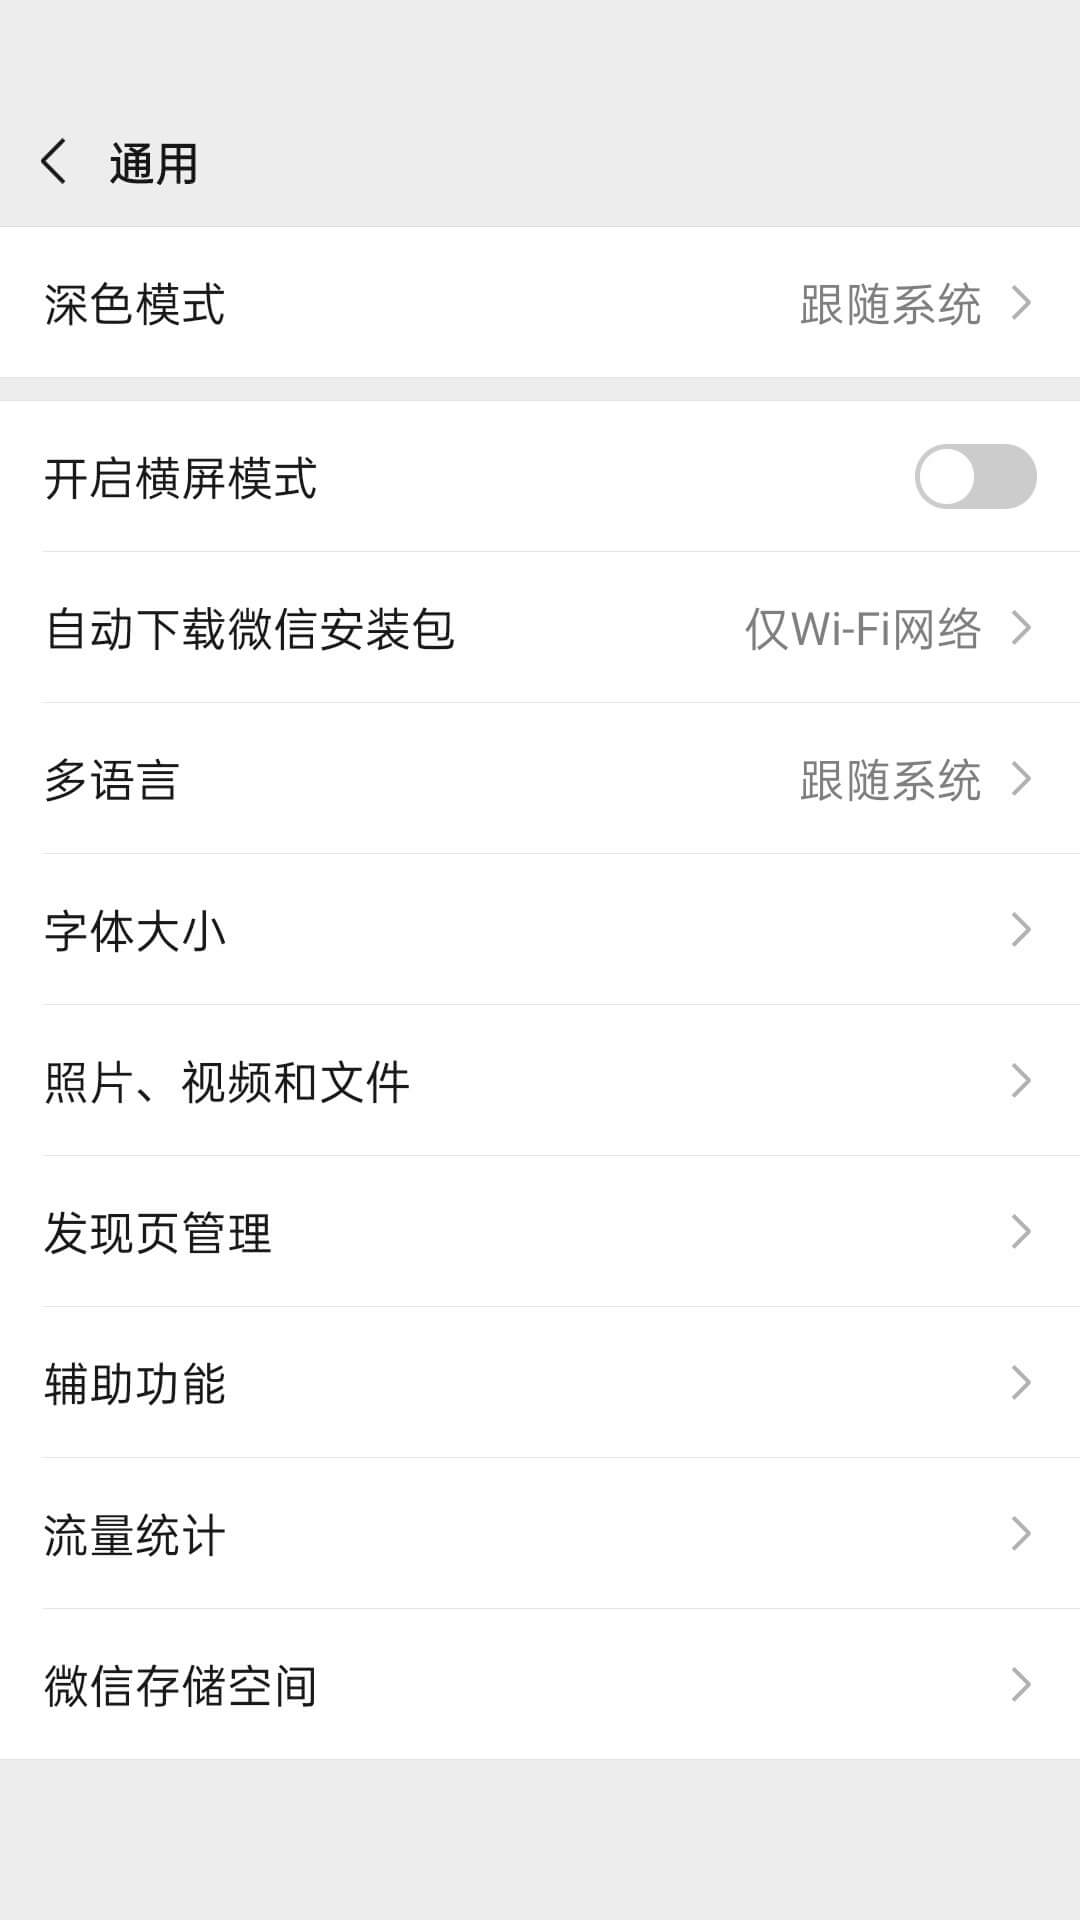 通用
深色模式 跟随系统
开启横屏模式
自动下载微信安装包 仅Wi-Fi网络
多语言 跟随系统
字体大小
照片、视频和文件
发现页管理
辅助功能
流量统计
微信存储空间